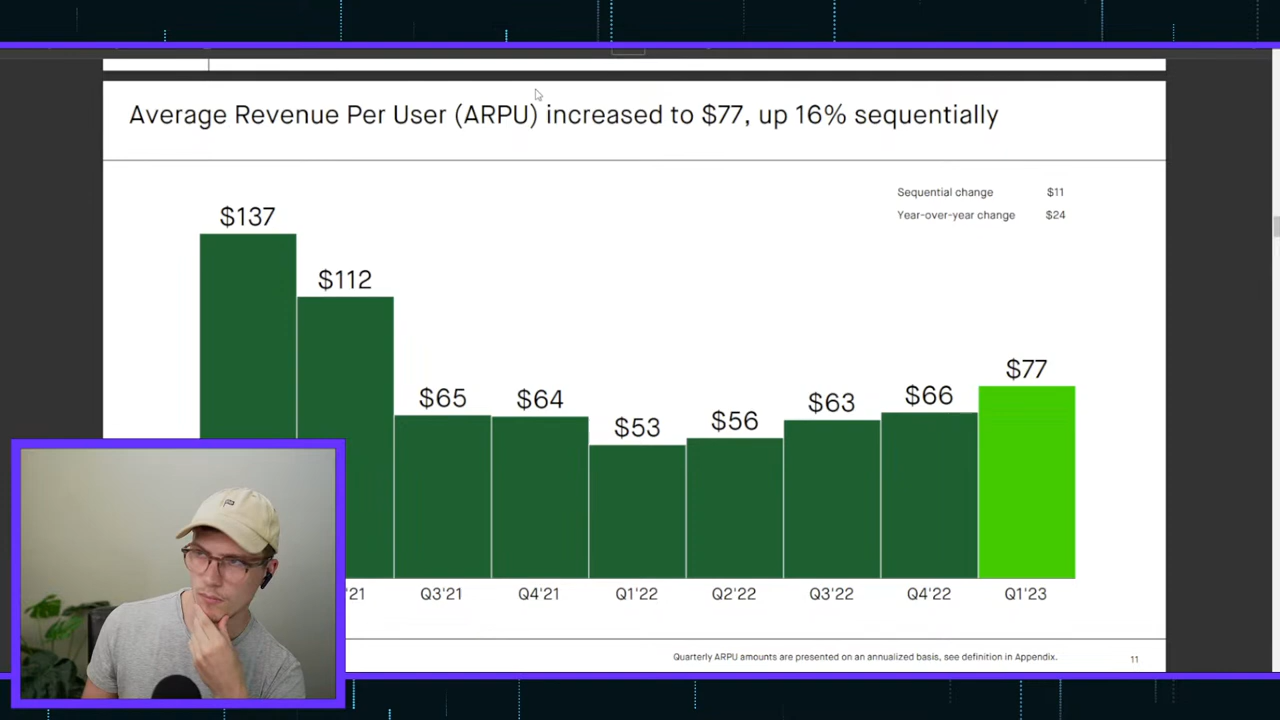 Average Revenue Per User (ARPU) increased to $77, up 16% sequentially
Sequential change $11
Year-over-year change $24
$137
$112
$65
$64
$53
$56
$63
$66
$77
'21
Q3'21
Q4'21
Q1'22
Q2'22
Q3'22
Q4'22
Q1'23
Quarterly ARPU amounts are presented on an annualized basis, see definition in Appendix.
11